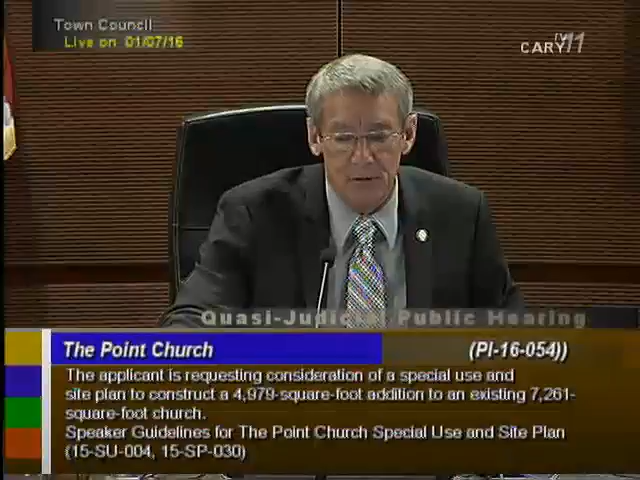 Town Council
Live on 01/07/16
CARY TV 11
Quasi-Judicial Public Hearing
The Point Church (PI-16-054))
The applicant is requesting consideration of a special use and
site plan to construct a 4,979-square-foot addition to an existing 7,261-
square-foot church.
Speaker Guidelines for The Point Church Special Use and Site Plan
(15-SU-004, 15-SP-030)